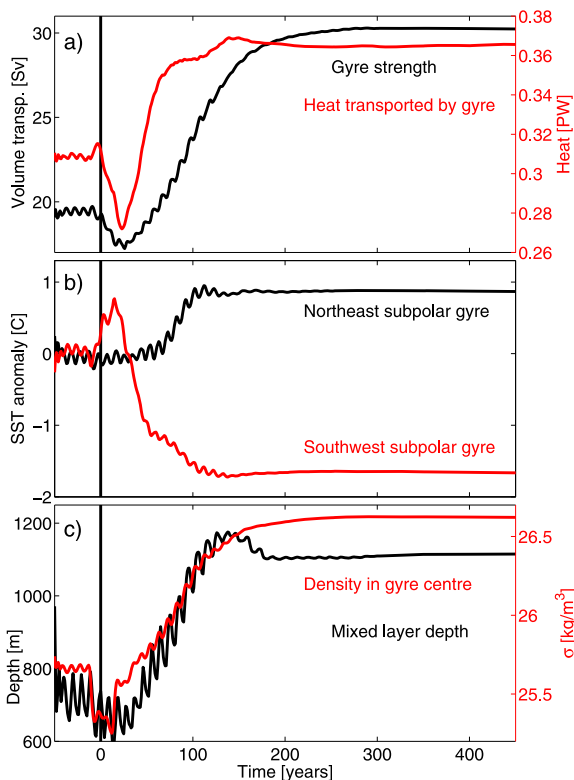 a)
Volume transp. [Sv]
30
25
20
Gyre strength
Heat transported by gyre
0.38
0.36
0.34
0.32
0.3
0.28
0.26
Heat [PW]
b)
SST anomaly [C]
1
0
−1
−2
Northeast subpolar gyre
Southwest subpolar gyre
c)
Depth [m]
1200
1000
800
600
Density in gyre centre
Mixed layer depth
26.5
26
25.5
σ [kg/m³]
0 100 200 300 400
Time [years]